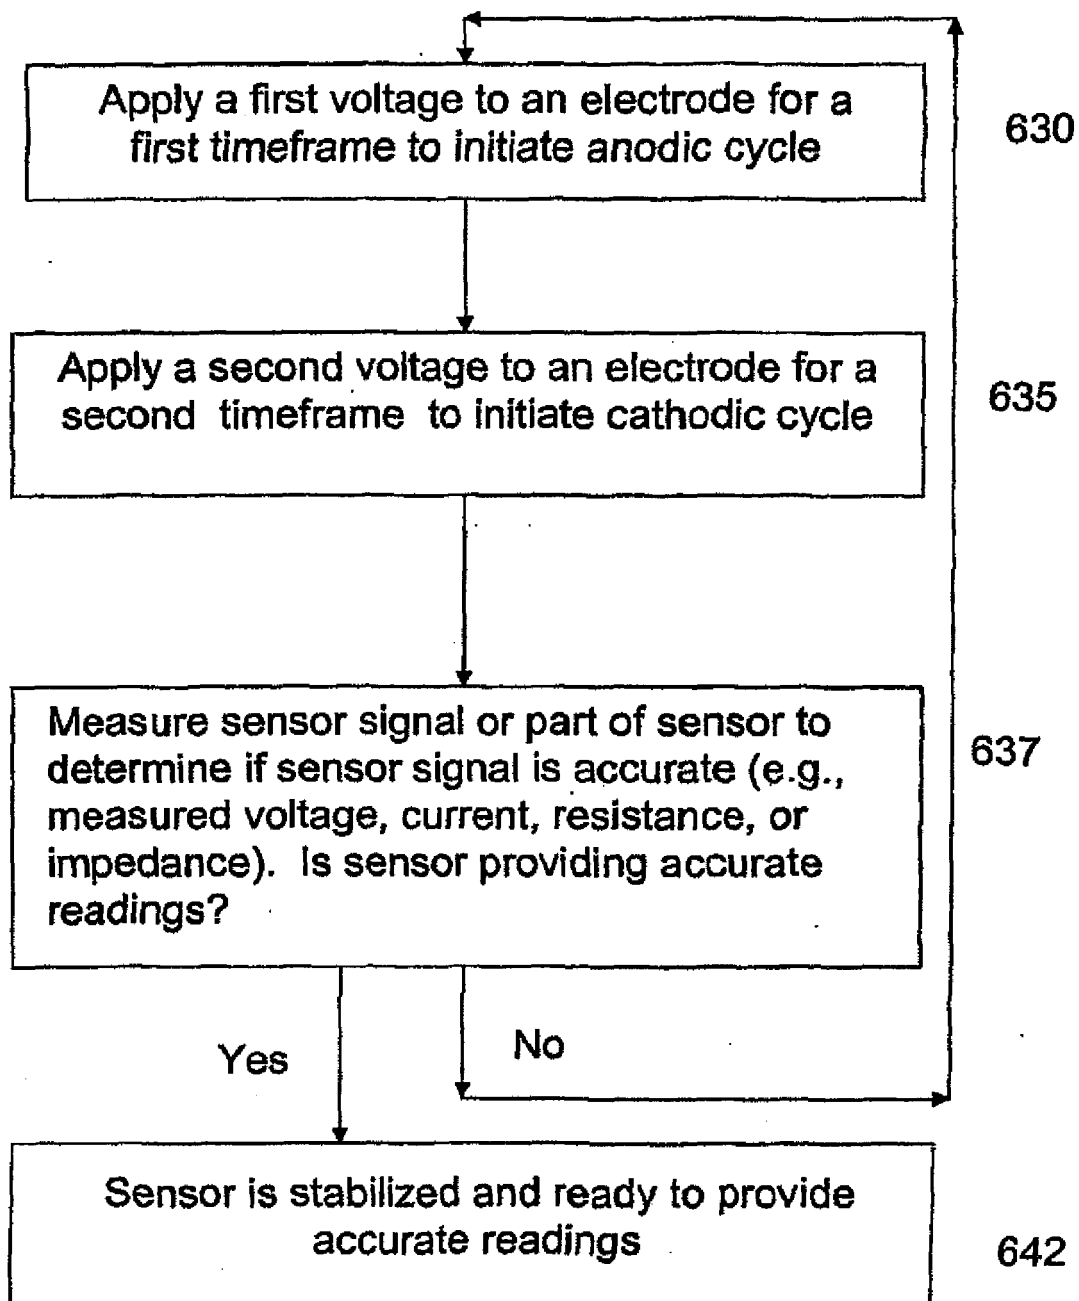 Apply a first voltage to an electrode for a
first timeframe to initiate anodic cycle
630
Apply a second voltage to an electrode for a
second timeframe to initiate cathodic cycle
635
Measure sensor signal or part of sensor to
determine if sensor signal is accurate (e.g.,
measured voltage, current, resistance, or
impedance). Is sensor providing accurate
readings?
637
Yes
No
Sensor is stabilized and ready to provide
accurate readings
642